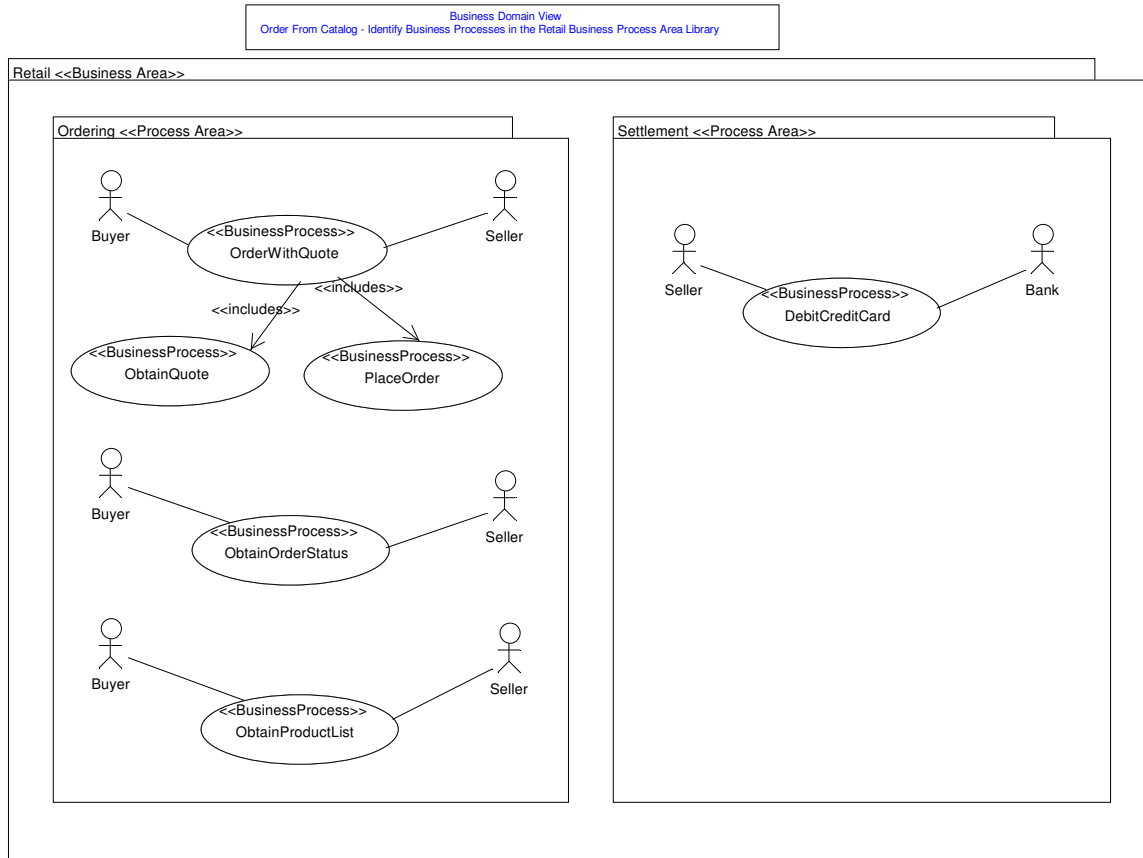 Business Domain View
Order From Catalog - Identify Business Processes in the Retail Business Process Area Library
Retail <<Business Area>>
Ordering <<Process Area>>
Buyer
Seller
<<BusinessProcess>>
OrderWithQuote
<<includes>>
<<includes>>
<<BusinessProcess>>
ObtainQuote
<<BusinessProcess>>
PlaceOrder
Buyer
Seller
<<BusinessProcess>>
ObtainOrderStatus
Buyer
Seller
<<BusinessProcess>>
ObtainProductList
Settlement <<Process Area>>
Seller
Bank
<<BusinessProcess>>
DebitCreditCard